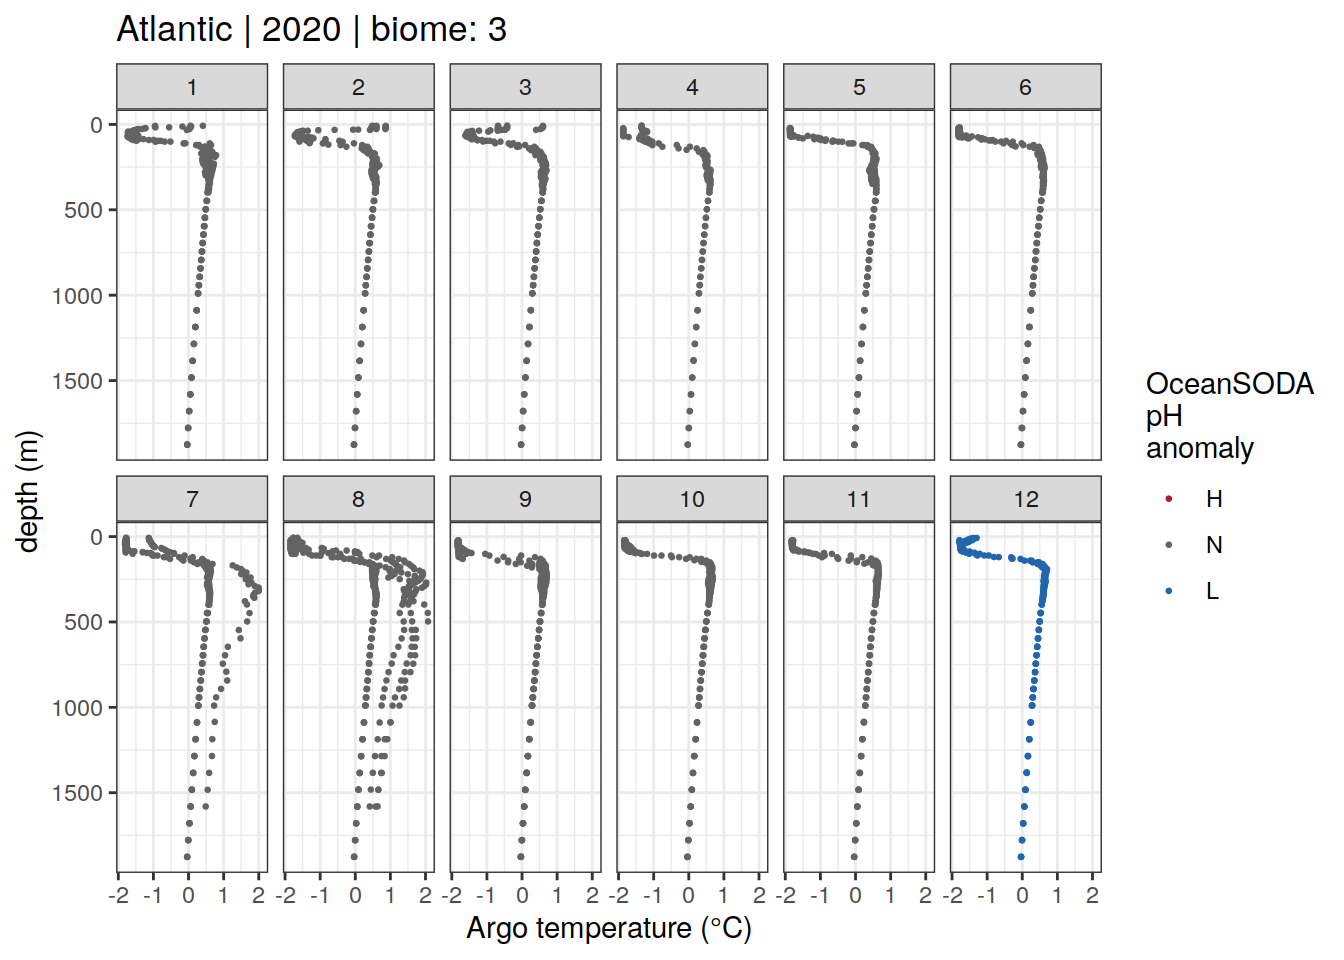 Atlantic | 2020 | biome: 3
1 2 3 4 5 6
0
500
1000
1500
7 8 9 10 11 12
0
500
1000
1500
-2 -1 0 1 2 -2 -1 0 1 2 -2 -1 0 1 2 -2 -1 0 1 2 -2 -1 0 1 2 -2 -1 0 1 2
Argo temperature (°C)
depth (m)
OceanSODA
pH
anomaly
H
N
L